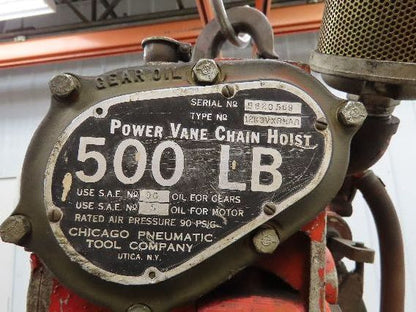 GEAR OIL
SERIAL No
TYPE No
POWER VANE CHAIN HOIST
500 LB
USE S.A.E. No OIL FOR GEARS
USE S.A.E. No OIL FOR MOTOR
RATED AIR PRESSURE 90 PSIG
CHICAGO PNEUMATIC
TOOL COMPANY
UTICA, N.Y.